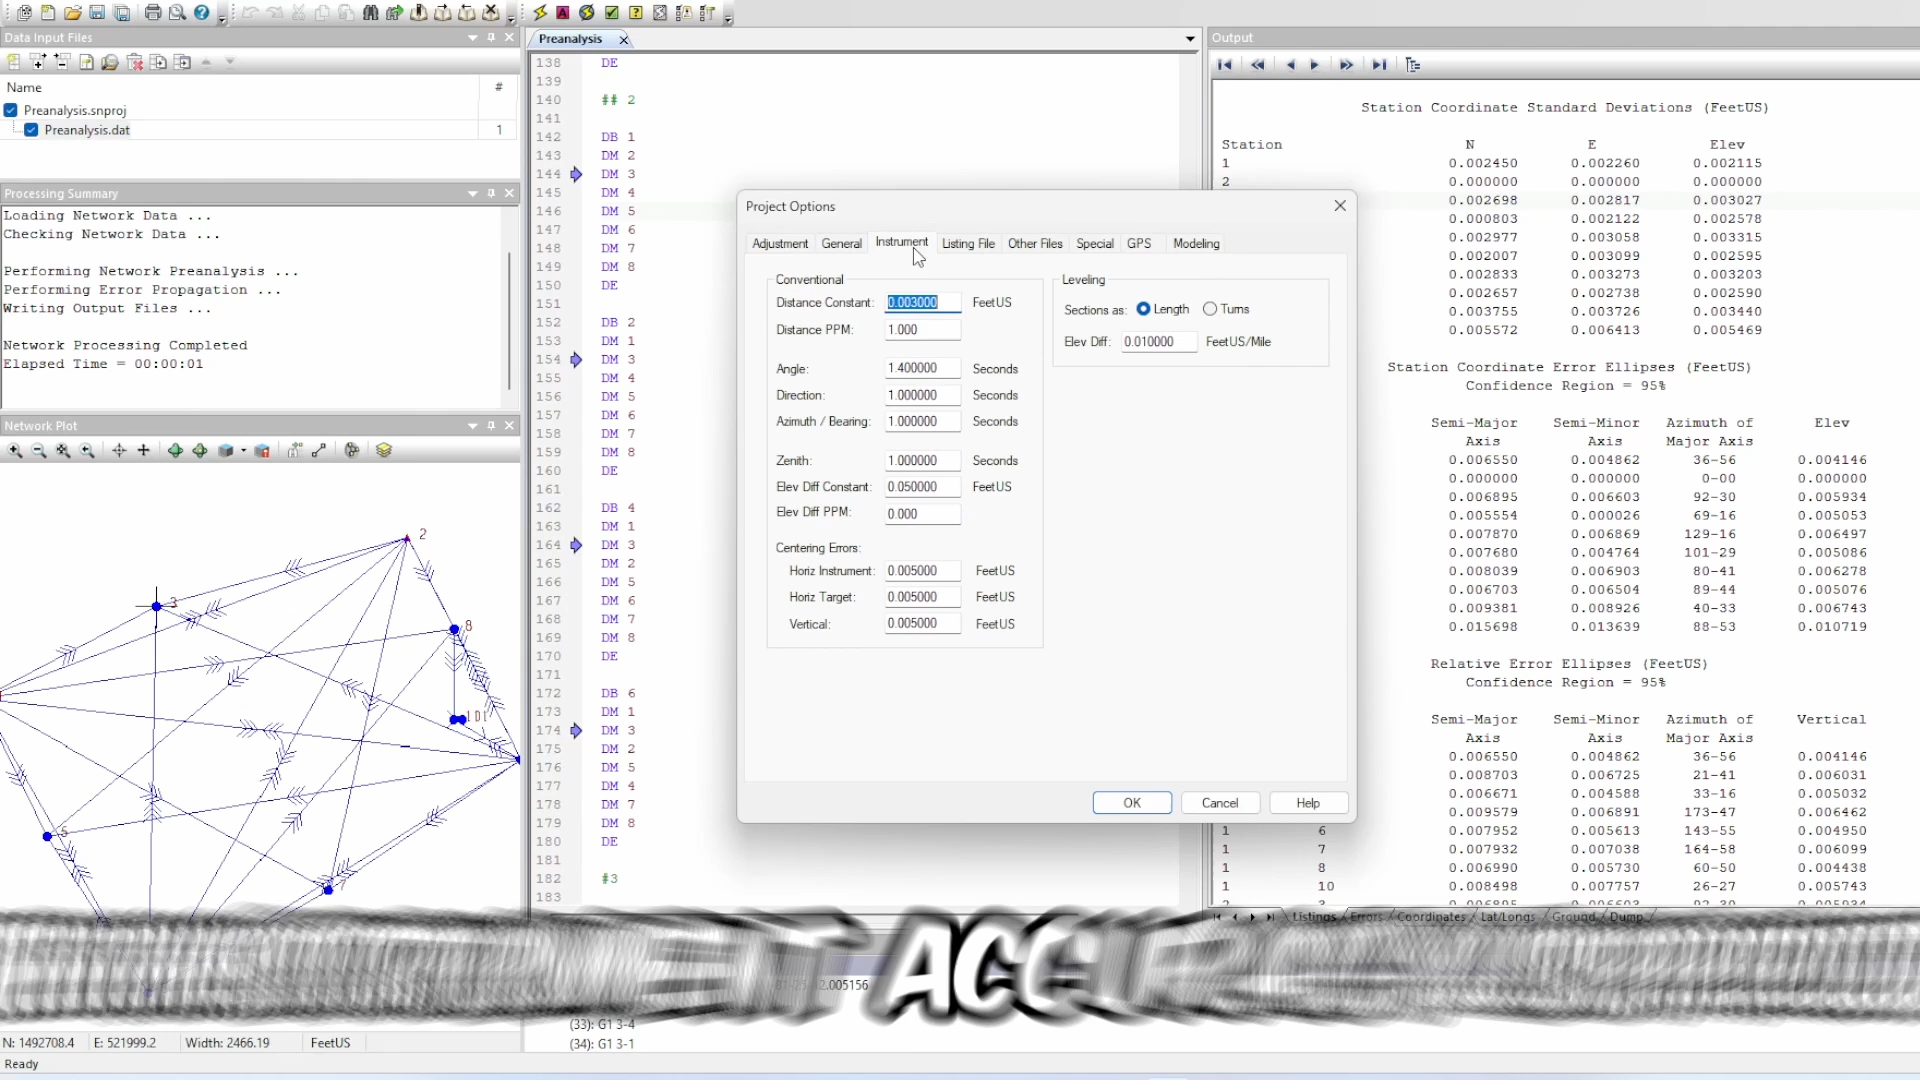 Data Input Files
Name #
Preanalysis.snproj
Preanalysis.dat 1
Processing Summary
Loading Network Data ...
Checking Network Data ...
Performing Network Preanalysis ...
Performing Error Propagation ...
Writing Output Files ...
Network Processing Completed
Elapsed Time = 00:00:01
Network Plot
2
3
8
101
5
7
N: 1492708.4 E: 521999.2 Width: 2466.19 FeetUS
Ready
Preanalysis
138 DE
139
140 ## 2
141
142 DB 1
143 DM 2
144 DM 3
145 DM 4
146 DM 5
147 DM 6
148 DM 7
149 DM 8
150 DE
151
152 DB 2
153 DM 1
154 DM 3
155 DM 4
156 DM 5
157 DM 6
158 DM 7
159 DM 8
160 DE
161
162 DB 4
163 DM 1
164 DM 3
165 DM 2
166 DM 5
167 DM 6
168 DM 7
169 DM 8
170 DE
171
172 DB 6
173 DM 1
174 DM 3
175 DM 2
176 DM 5
177 DM 4
178 DM 7
179 DM 8
180 DE
181
182 #3
183
2.005156
(33): G1 3-4
(34): G1 3-1
Project Options
Adjustment General Instrument Listing File Other Files Special GPS Modeling
Conventional
Distance Constant: 0.003000 FeetUS
Distance PPM: 1.000
Angle: 1.400000 Seconds
Direction: 1.000000 Seconds
Azimuth / Bearing: 1.000000 Seconds
Zenith: 1.000000 Seconds
Elev Diff Constant: 0.050000 FeetUS
Elev Diff PPM: 0.000
Centering Errors:
Horiz Instrument: 0.005000 FeetUS
Horiz Target: 0.005000 FeetUS
Vertical: 0.005000 FeetUS
Leveling
Sections as: Length Turns
Elev Diff: 0.010000 FeetUS/Mile
OK Cancel Help
Output
Station Coordinate Standard Deviations (FeetUS)
Station N E Elev
1 0.002450 0.002260 0.002115
2 0.000000 0.000000 0.000000
0.002698 0.002817 0.003027
0.000803 0.002122 0.002578
0.002977 0.003058 0.003315
0.002007 0.003099 0.002595
0.002833 0.003273 0.003203
0.002657 0.002738 0.002590
0.003755 0.003726 0.003440
0.005572 0.006413 0.005469
Station Coordinate Error Ellipses (FeetUS)
Confidence Region = 95%
Semi-Major Semi-Minor Azimuth of Elev
Axis Axis Major Axis
0.006550 0.004862 36-56 0.004146
0.000000 0.000000 0-00 0.000000
0.006895 0.006603 92-30 0.005934
0.005554 0.000026 69-16 0.005053
0.007870 0.006869 129-16 0.006497
0.007680 0.004764 101-29 0.005086
0.008039 0.006903 80-41 0.006278
0.006703 0.006504 89-44 0.005076
0.009381 0.008926 40-33 0.006743
0.015698 0.013639 88-53 0.010719
Relative Error Ellipses (FeetUS)
Confidence Region = 95%
Semi-Major Semi-Minor Azimuth of Vertical
Axis Axis Major Axis
0.006550 0.004862 36-56 0.004146
0.008703 0.006725 21-41 0.006031
0.006671 0.004588 33-16 0.005032
0.009579 0.006891 173-47 0.006462
1 6 0.007952 0.005613 143-55 0.004950
1 7 0.007932 0.007038 164-58 0.006099
1 8 0.006990 0.005730 60-50 0.004438
1 10 0.008498 0.007757 26-27 0.005743
Listings Errors Coordinates Lat/Longs Ground Dump